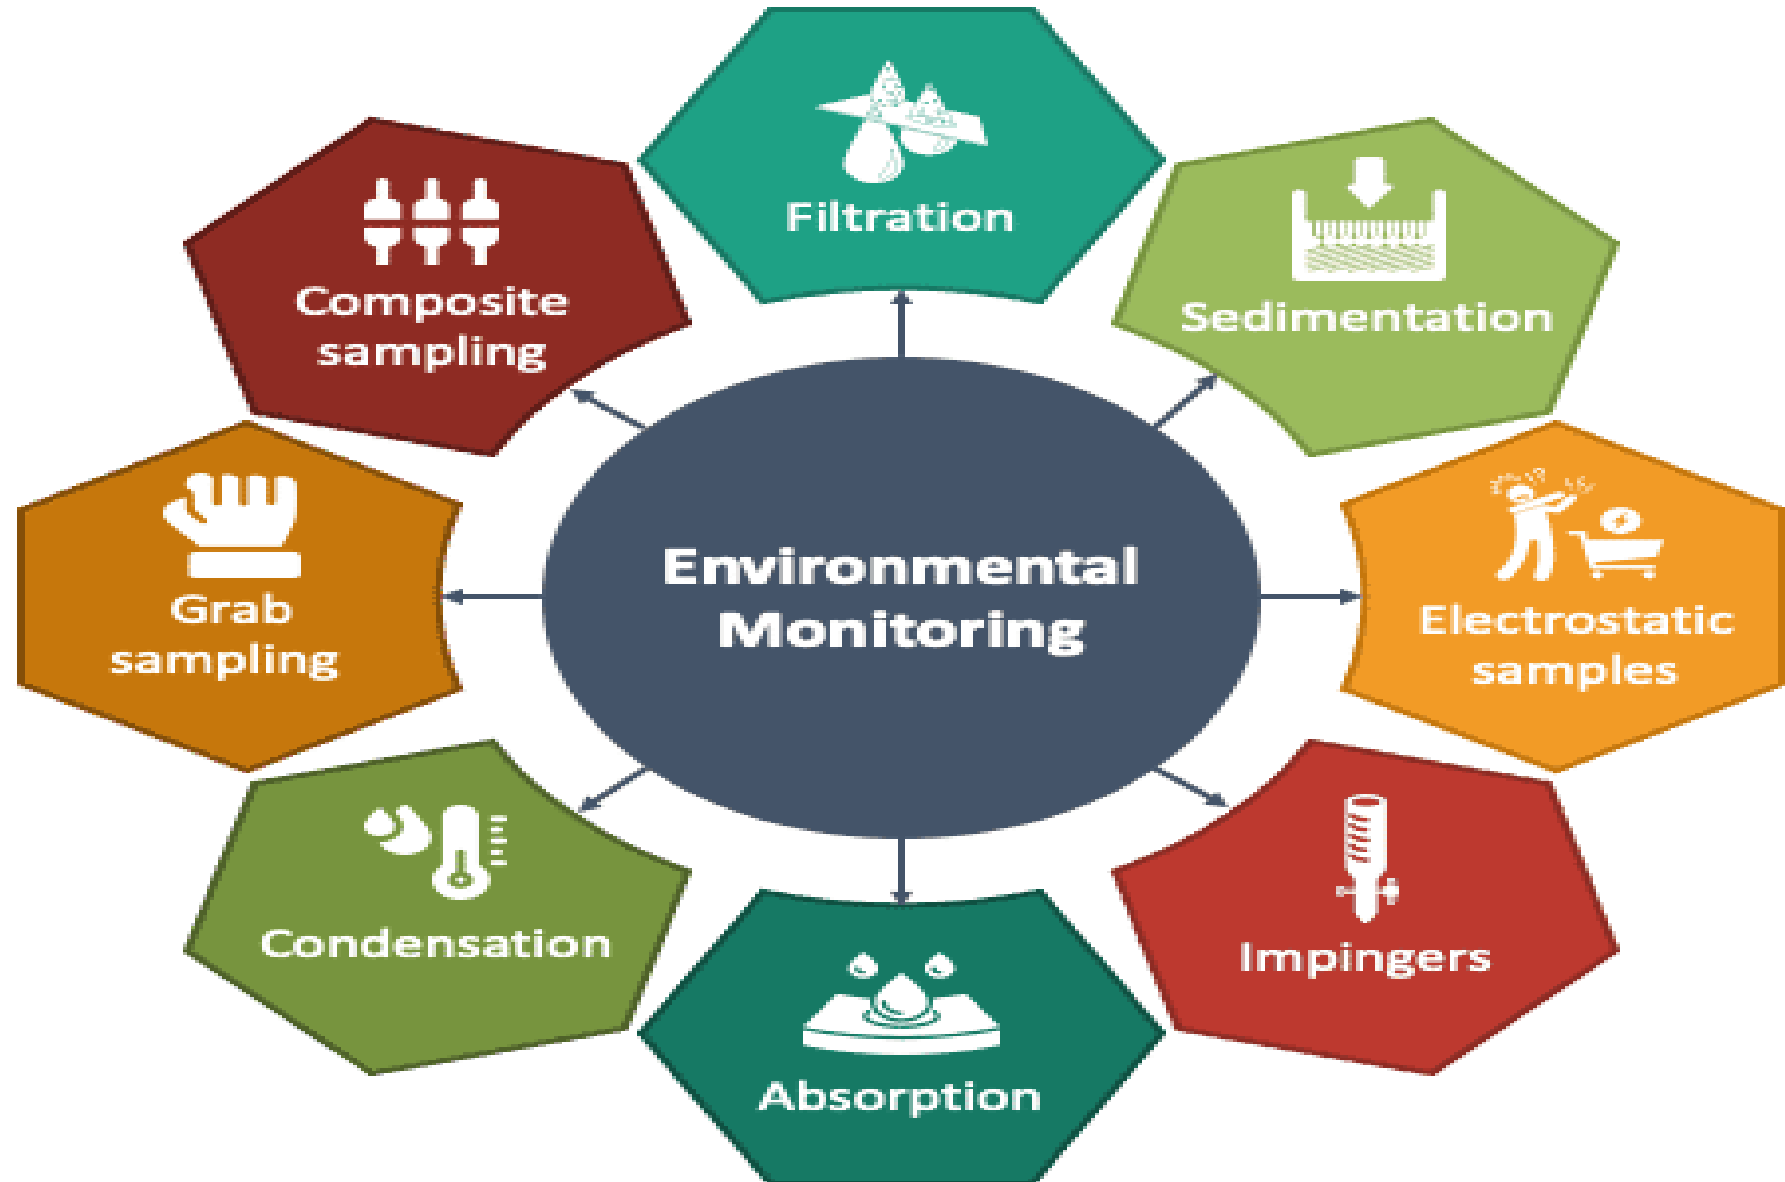 Filtration
Sedimentation
Electrostatic
samples
Impingers
Absorption
Condensation
Grab
sampling
Composite
sampling
Environmental
Monitoring